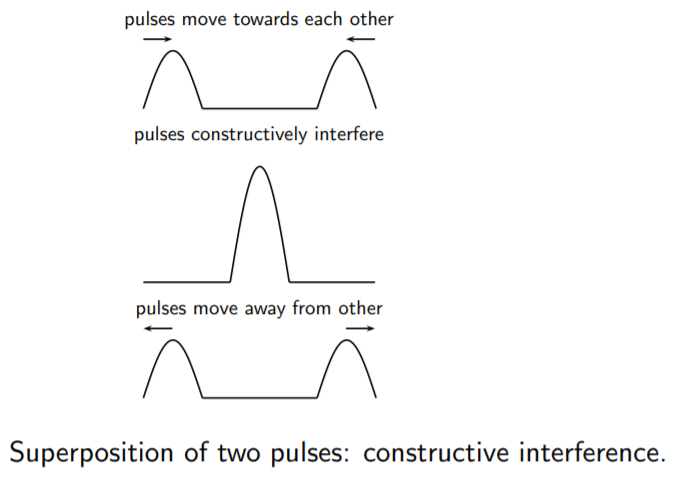 pulses move towards each other
pulses constructively interfere
pulses move away from other
Superposition of two pulses: constructive interference.